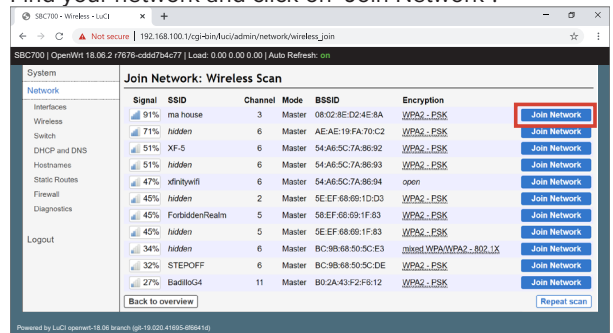 Find your network and click on 'Join Network'.
SBC700 - Wireless - LuCI
Not secure | 192.168.100.1/cgi-bin/luci/admin/network/wireless_join
SBC700 | OpenWrt 18.06.2 r7676-cddd7b4c77 | Load: 0.00 0.00 0.00 | Auto Refresh: on
System
Network
Interfaces
Wireless
Switch
DHCP and DNS
Hostnames
Static Routes
Firewall
Diagnostics
Logout
Join Network: Wireless Scan
Signal SSID Channel Mode BSSID Encryption
91% ma house 3 Master 08:02:8E:D2:4E:8A WPA2 - PSK Join Network
71% hidden 6 Master AE:AE:19:FA:70:C2 WPA2 - PSK Join Network
51% XF-5 6 Master 54:A6:5C:7A:86:92 WPA2 - PSK Join Network
51% hidden 6 Master 54:A6:5C:7A:86:93 WPA2 - PSK Join Network
47% xfinitywifi 6 Master 54:A6:5C:7A:86:94 open Join Network
45% hidden 2 Master 5E:EF:68:69:1D:D3 WPA2 - PSK Join Network
45% ForbiddenRealm 5 Master 58:EF:68:69:1F:83 WPA2 - PSK Join Network
45% hidden 5 Master 5E:EF:68:69:1F:83 WPA2 - PSK Join Network
34% hidden 6 Master BC:9B:68:50:5C:E3 mixed WPA/WPA2 - 802.1X Join Network
32% STEPOFF 6 Master BC:9B:68:50:5C:DE WPA2 - PSK Join Network
27% BadilloG4 11 Master B0:2A:43:F2:F6:12 WPA2 - PSK Join Network
Back to overview Repeat scan
Powered by LuCI openwrt-18.06 branch (git-19.020.41695-6f6641d)